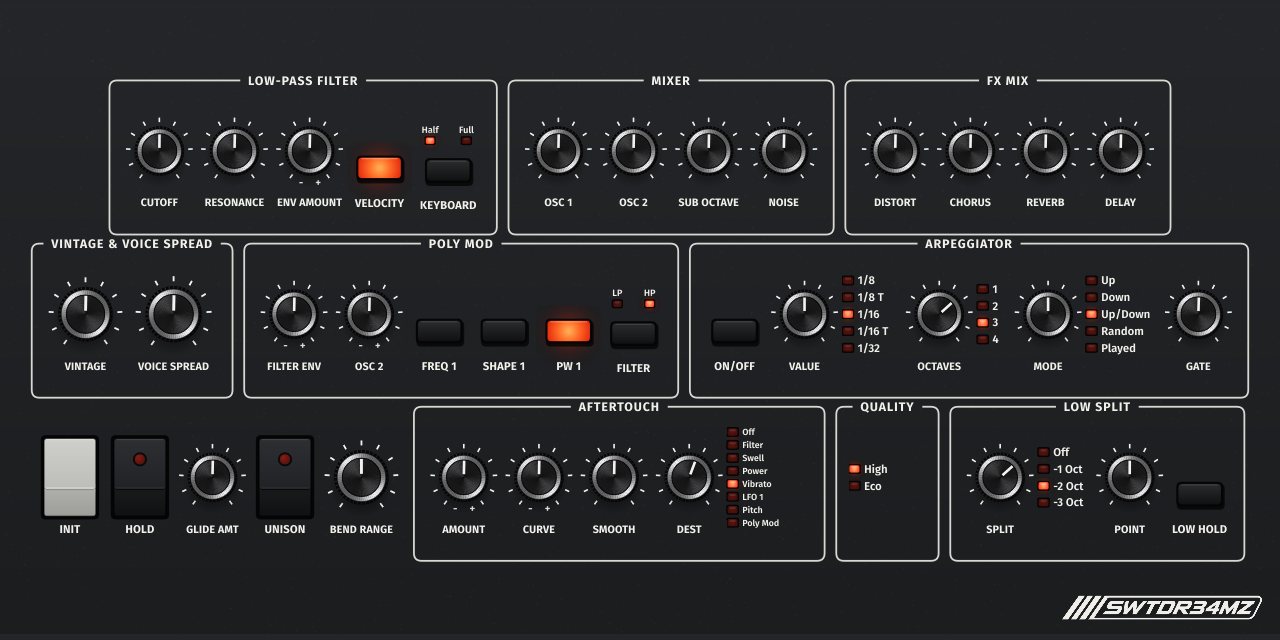 LOW-PASS FILTER
MIXER
FX MIX
Half
Full
- +
CUTOFF
RESONANCE
ENV AMOUNT
VELOCITY
KEYBOARD
OSC 1
OSC 2
SUB OCTAVE
NOISE
DISTORT
CHORUS
REVERB
DELAY
VINTAGE & VOICE SPREAD
POLY MOD
ARPEGGIATOR
VINTAGE
VOICE SPREAD
LP
HP
- +
- +
FILTER ENV
OSC 2
FREQ 1
SHAPE 1
PW 1
FILTER
ON/OFF
VALUE
1/8
1/8 T
1/16
1/16 T
1/32
OCTAVES
1
2
3
4
MODE
Up
Down
Up/Down
Random
Played
GATE
INIT
HOLD
GLIDE AMT
UNISON
BEND RANGE
AFTERTOUCH
- +
- +
AMOUNT
CURVE
SMOOTH
DEST
Off
Filter
Swell
Power
Vibrato
LFO 1
Pitch
Poly Mod
QUALITY
High
Eco
LOW SPLIT
SPLIT
Off
-1 Oct
-2 Oct
-3 Oct
POINT
LOW HOLD
SWTDR34MZ